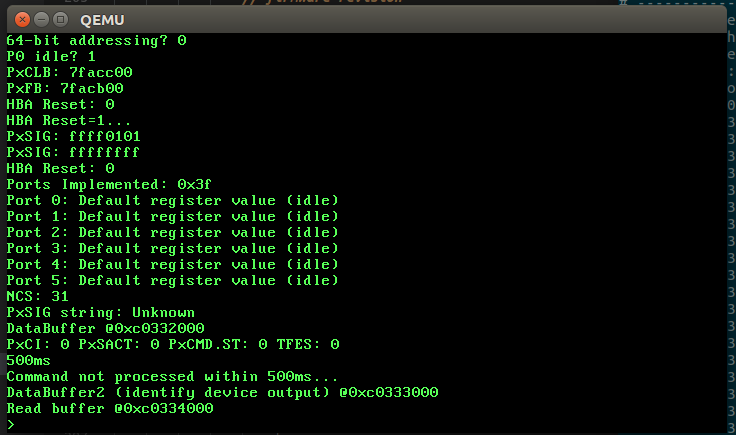 QEMU
64-bit addressing? 0
P0 idle? 1
PxCLB: 7facc00
PxFB: 7facb00
HBA Reset: 0
HBA Reset=1...
PxSIG: ffff0101
PxSIG: ffffffff
HBA Reset: 0
Ports Implemented: 0x3f
Port 0: Default register value (idle)
Port 1: Default register value (idle)
Port 2: Default register value (idle)
Port 3: Default register value (idle)
Port 4: Default register value (idle)
Port 5: Default register value (idle)
NCS: 31
PxSIG string: Unknown
DataBuffer @0xc0332000
PxCI: 0 PxSACT: 0 PxCMD.ST: 0 TFES: 0
500ms
Command not processed within 500ms...
DataBuffer2 (identify device output) @0xc0333000
Read buffer @0xc0334000
>